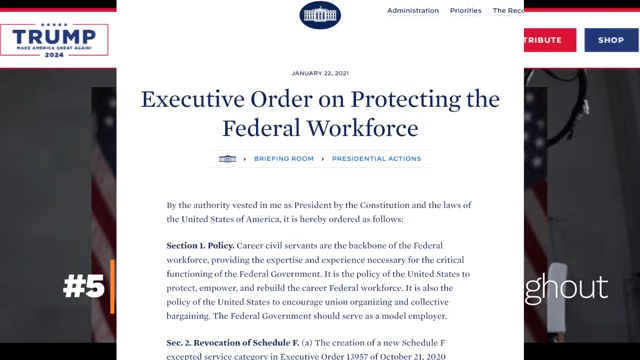 Administration Priorities The Reco
TRUMP
MAKE AMERICA GREAT AGAIN!
2024
TRIBUTE
SHOP
JANUARY 22, 2021
Executive Order on Protecting the
Federal Workforce
BRIEFING ROOM
PRESIDENTIAL ACTIONS
By the authority vested in me as President by the Constitution and the laws of
the United States of America, it is hereby ordered as follows:
Section 1. Policy. Career civil servants are the backbone of the Federal
workforce, providing the expertise and experience necessary for the critical
functioning of the Federal Government. It is the policy of the United States to
protect, empower, and rebuild the career Federal workforce. It is also the
policy of the United States to encourage union organizing and collective
bargaining. The Federal Government should serve as a model employer.
#5
ghout
Sec. 2. Revocation of Schedule F. (a) The creation of a new Schedule F
excepted service category in Executive Order 13957 of October 21, 2020